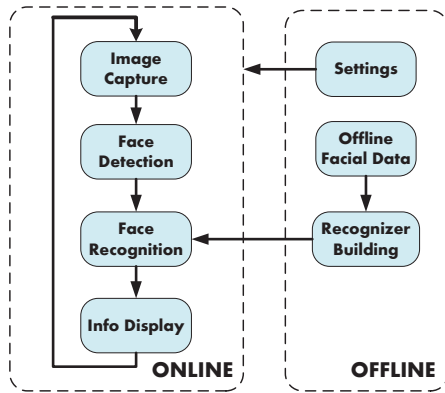 Image
Capture
Face
Detection
Face
Recognition
Info Display
ONLINE
Settings
Offline
Facial Data
Recognizer
Building
OFFLINE